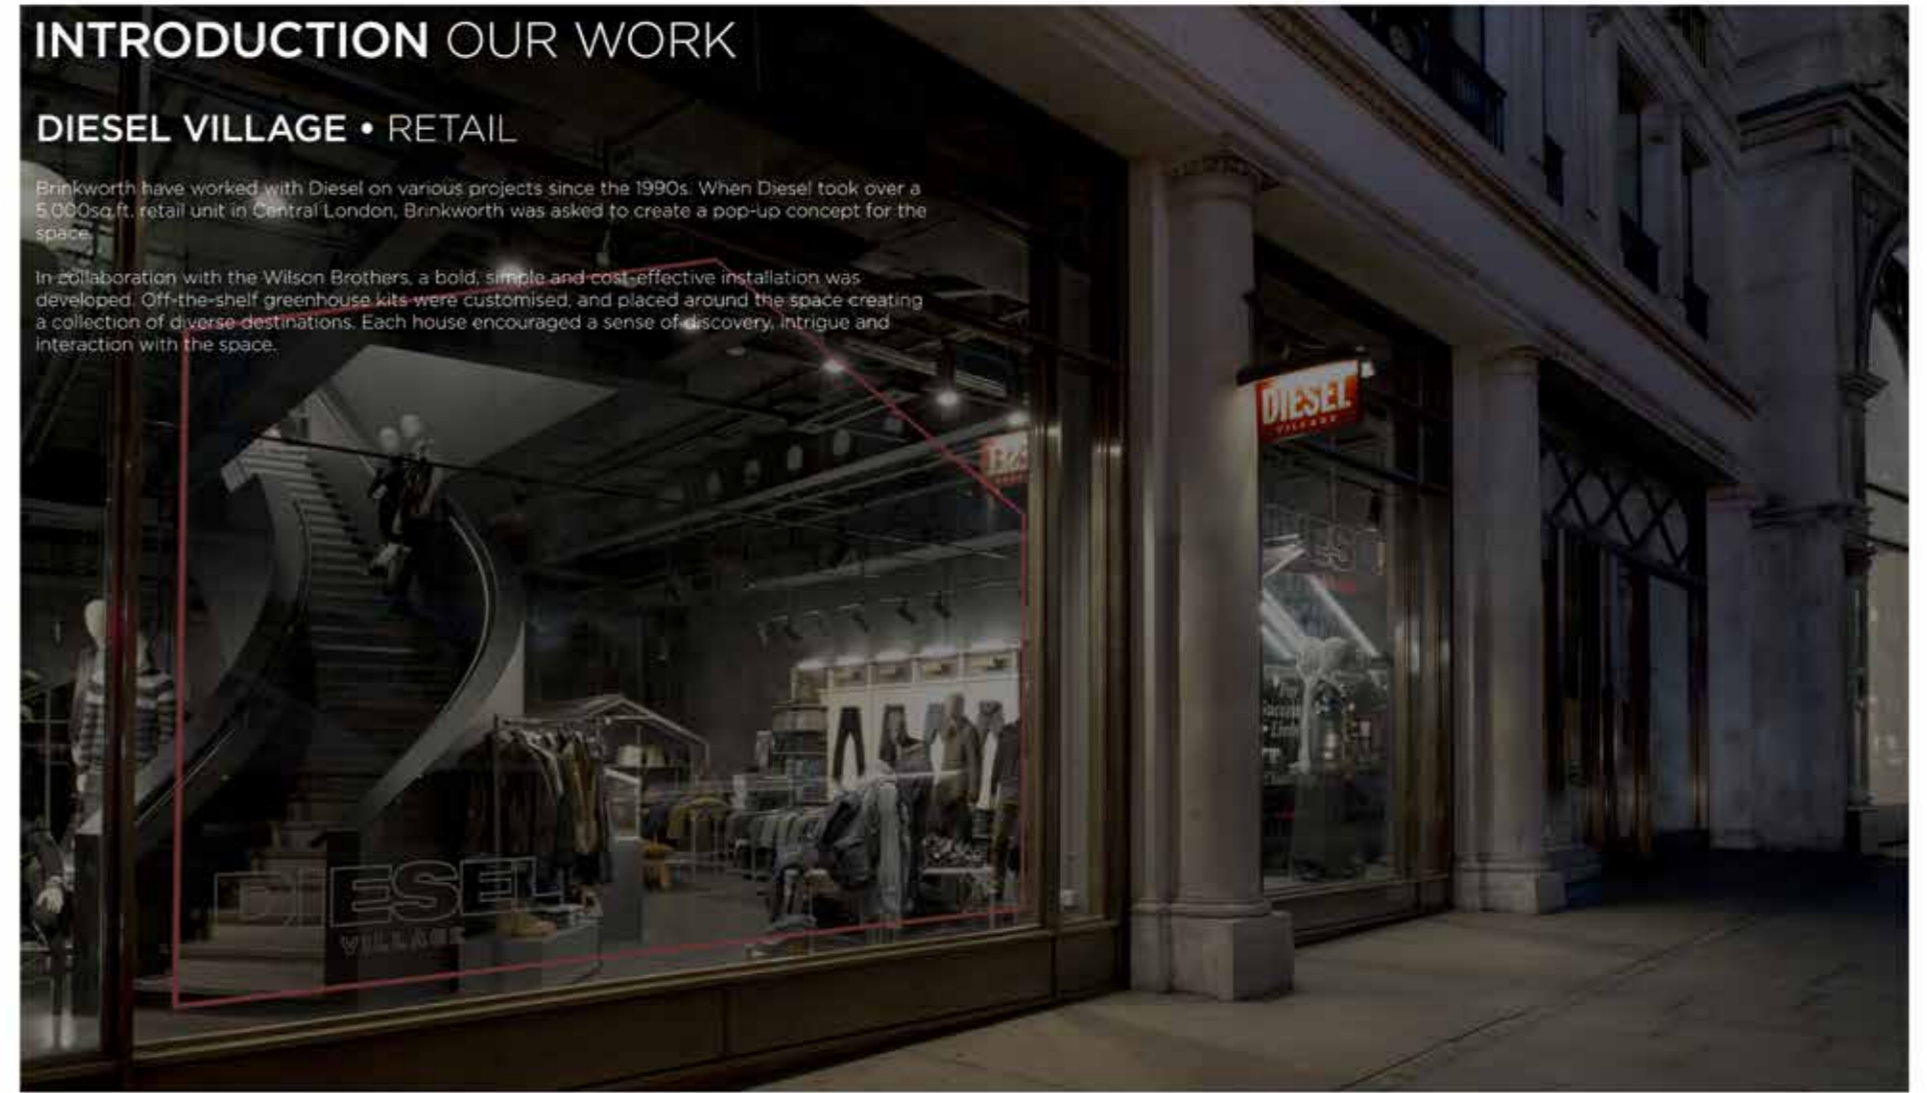 INTRODUCTION OUR WORK
DIESEL VILLAGE • RETAIL
Brinkworth have worked with Diesel on various projects since the 1990s. When Diesel took over a
5,000sq.ft. retail unit in Central London, Brinkworth was asked to create a pop-up concept for the
space.
In collaboration with the Wilson Brothers, a bold, simple and cost-effective installation was
developed. Off-the-shelf greenhouse kits were customised, and placed around the space creating
a collection of diverse destinations. Each house encouraged a sense of discovery, intrigue and
interaction with the space.
DIESEL
VILLAGE
DIESEL
VILLAGE